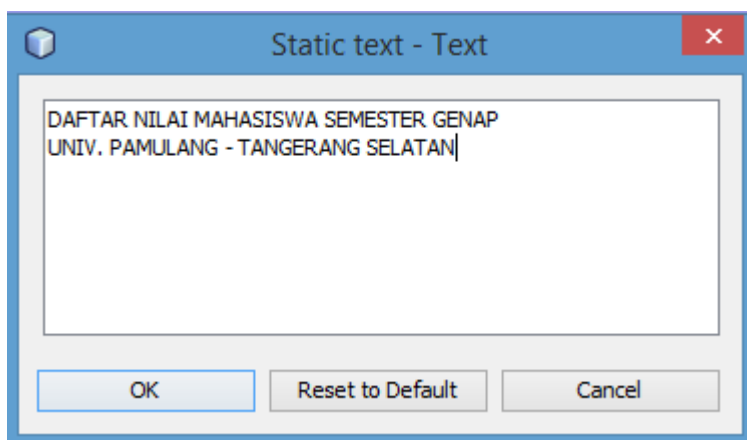 Static text - Text
DAFTAR NILAI MAHASISWA SEMESTER GENAP
UNIV. PAMULANG - TANGERANG SELATAN
OK
Reset to Default
Cancel